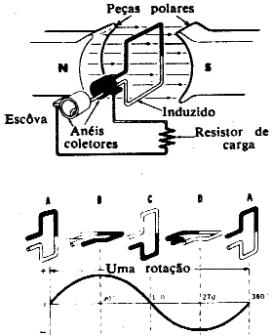 Peças polares
N
S
Escôva
Anéis
coletores
Induzido
Resistor de
carga
A B C D A
Uma rotação
+
270
360